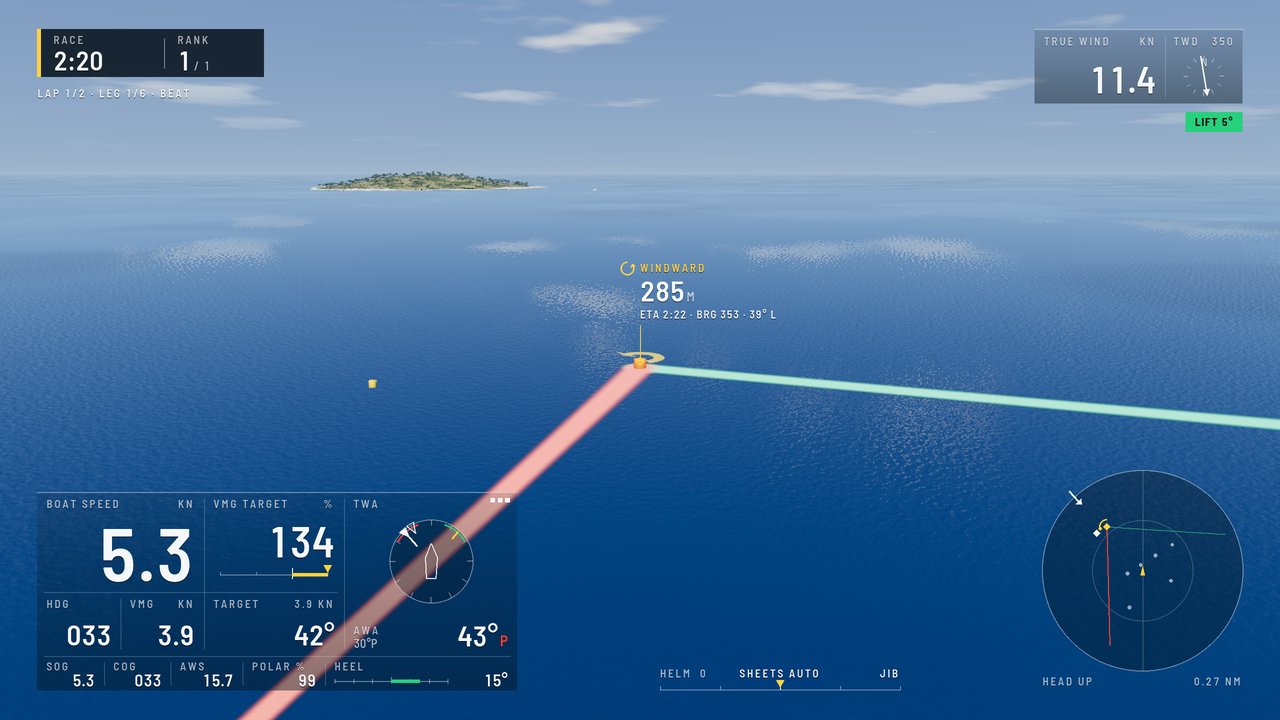 RACE
2:20
RANK
1 / 1
LAP 1/2 · LEG 1/6 · BEAT
TRUE WIND KN
11.4
TWD 350
N
LIFT 5°
WINDWARD
285 M
ETA 2:22 · BRG 353 · 39° L
BOAT SPEED KN
5.3
VMG TARGET %
134
TWA
HDG
033
VMG KN
3.9
TARGET 3.9 KN
42°
AWA
30°P
43°P
SOG
5.3
COG
033
AWS
15.7
POLAR %
99
HEEL
15°
HELM 0 SHEETS AUTO JIB
HEAD UP 0.27 NM